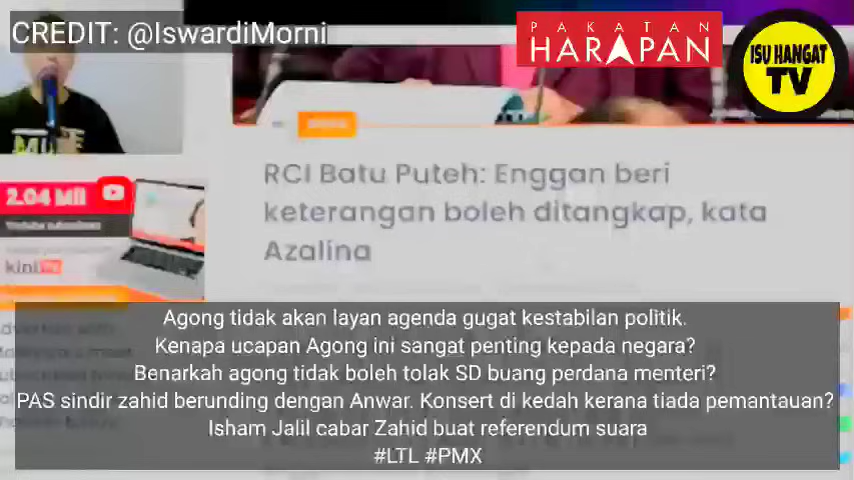 CREDIT: @IswardiMorni
PAKATAN
HARAPAN
ISU HANGAT
TV
2.04 Mil
RCI Batu Puteh: Enggan beri
keterangan boleh ditangkap, kata
Azalina
kini
Agong tidak akan layan agenda gugat kestabilan politik.
Kenapa ucapan Agong ini sangat penting kepada negara?
Benarkah agong tidak boleh tolak SD buang perdana menteri?
PAS sindir zahid berunding dengan Anwar. Konsert di kedah kerana tiada pemantauan?
Isham Jalil cabar Zahid buat referendum suara
#LTL #PMX